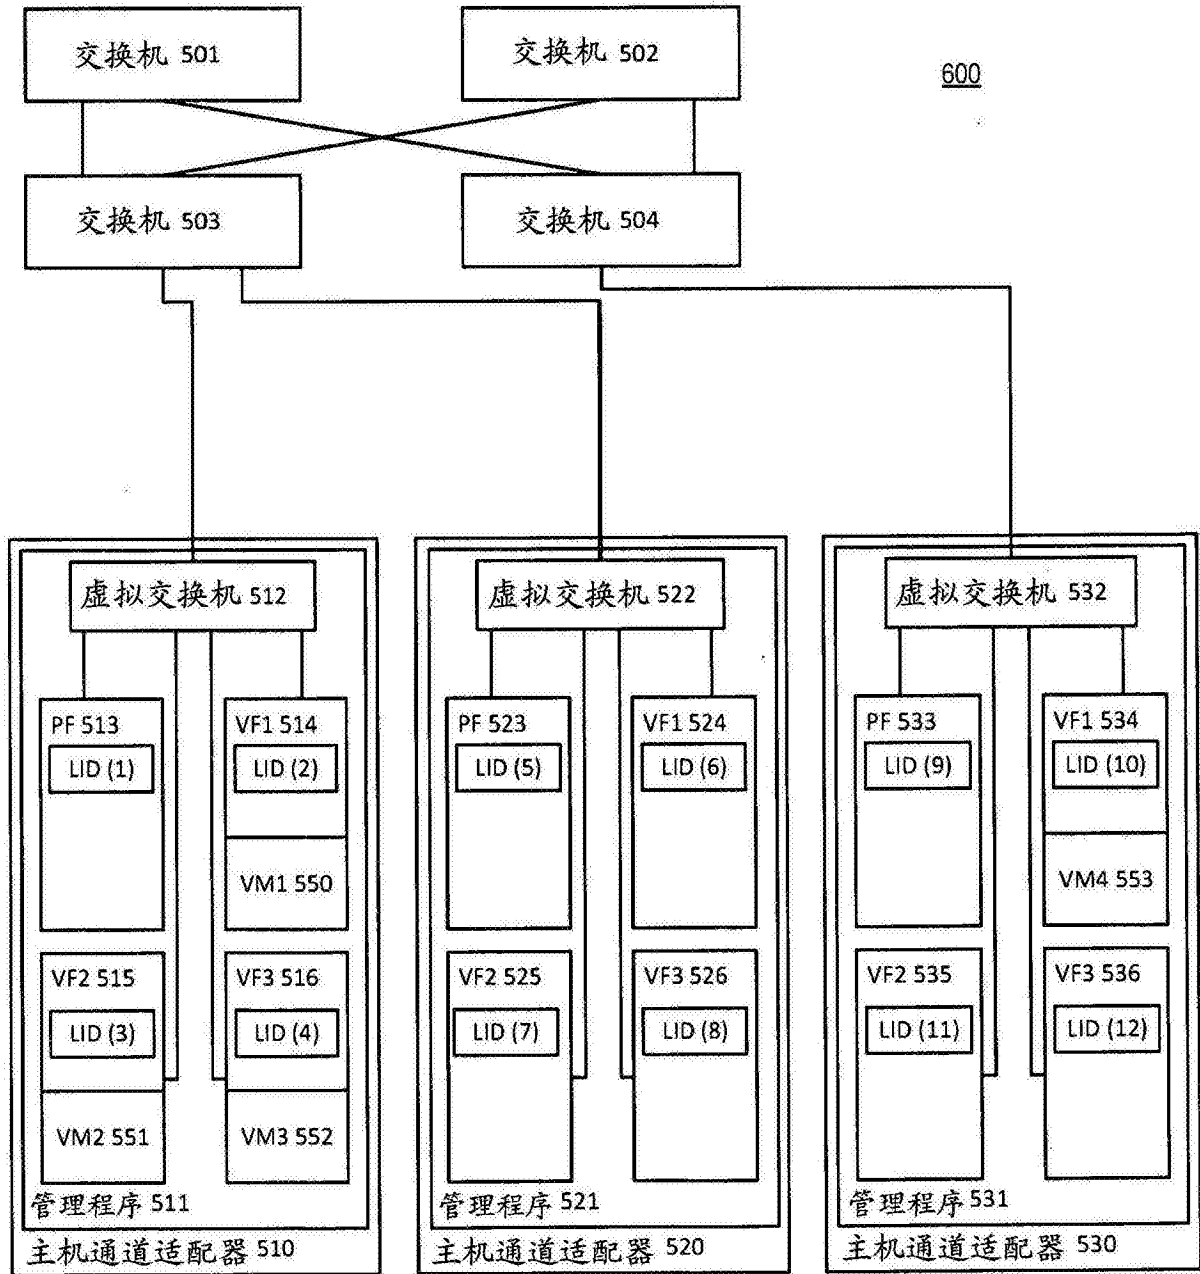 交换机 501
交换机 502
600
交换机 503
交换机 504
虚拟交换机 512
PF 513
LID (1)
VF1 514
LID (2)
VM1 550
VF2 515
LID (3)
VM2 551
VF3 516
LID (4)
VM3 552
管理程序 511
主机通道适配器 510
虚拟交换机 522
PF 523
LID (5)
VF1 524
LID (6)
VF2 525
LID (7)
VF3 526
LID (8)
管理程序 521
主机通道适配器 520
虚拟交换机 532
PF 533
LID (9)
VF1 534
LID (10)
VM4 553
VF2 535
LID (11)
VF3 536
LID (12)
管理程序 531
主机通道适配器 530